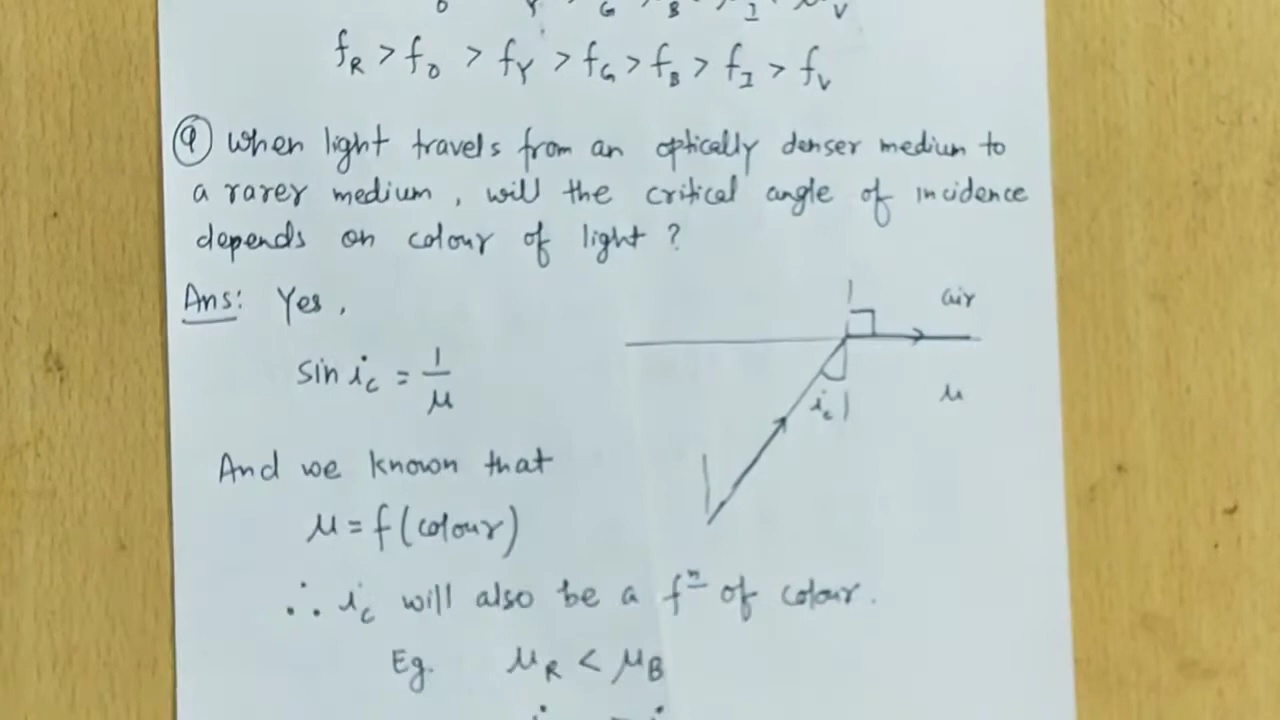 O Y G B I V
f_R > f_O > f_Y > f_G > f_B > f_I > f_V
Q When light travels from an optically denser medium to
a rarer medium, will the critical angle of incidence
depends on colour of light ?
Ans: Yes,
air
sin i_c = 1/μ
μ
i_c
And we known that
μ = f(colour)
∴ i_c will also be a fⁿ of colour.
Eg. μ_R < μ_B